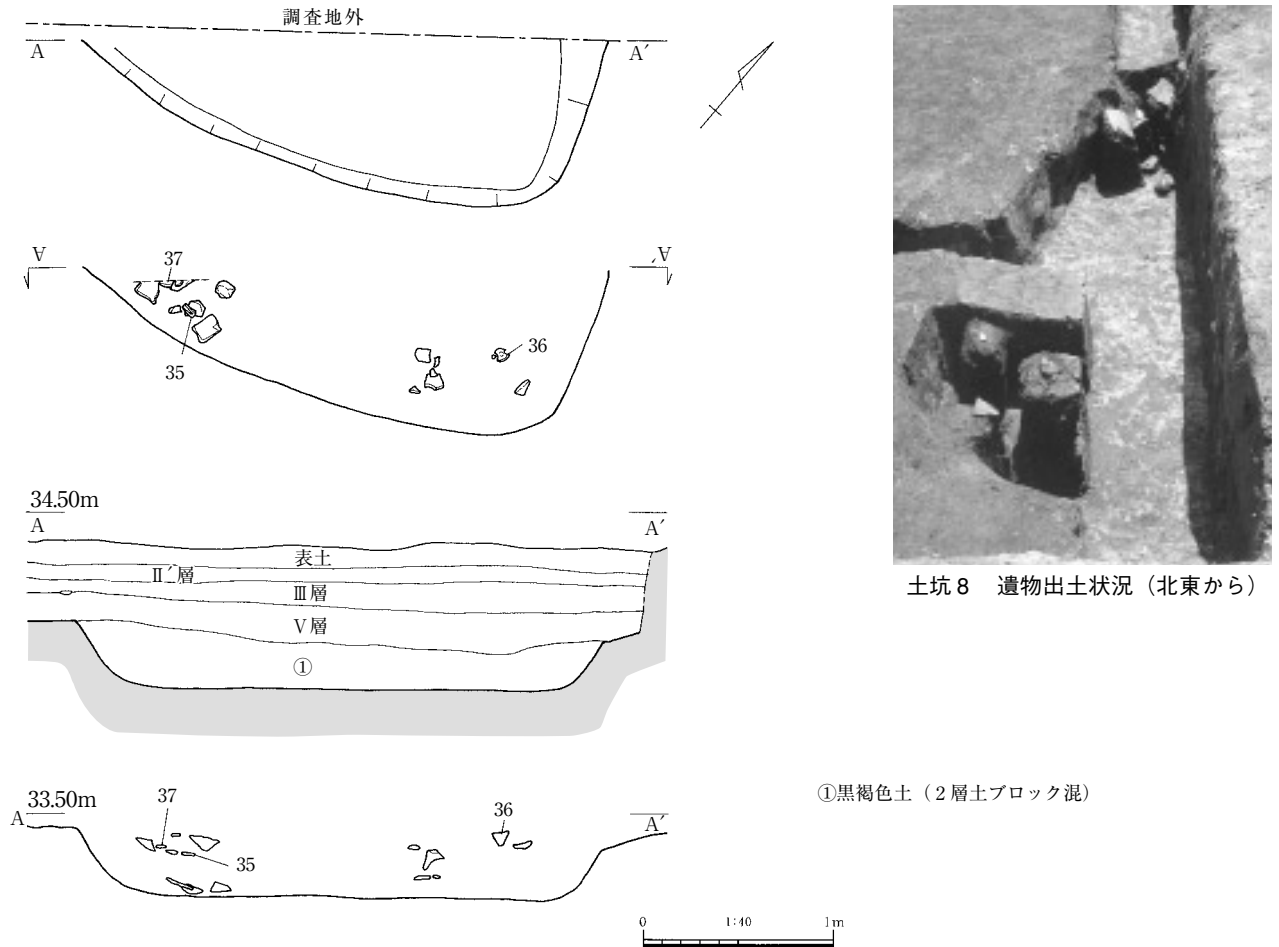 調査地外
A A′
A A′
37
35
36
34.50m
A A′
表土
Ⅱ′層
Ⅲ層
Ⅴ層
①
33.50m
A A′
37
35
36
0 1:40 1m
①黒褐色土（2層土ブロック混）
土坑8 遺物出土状況（北東から）